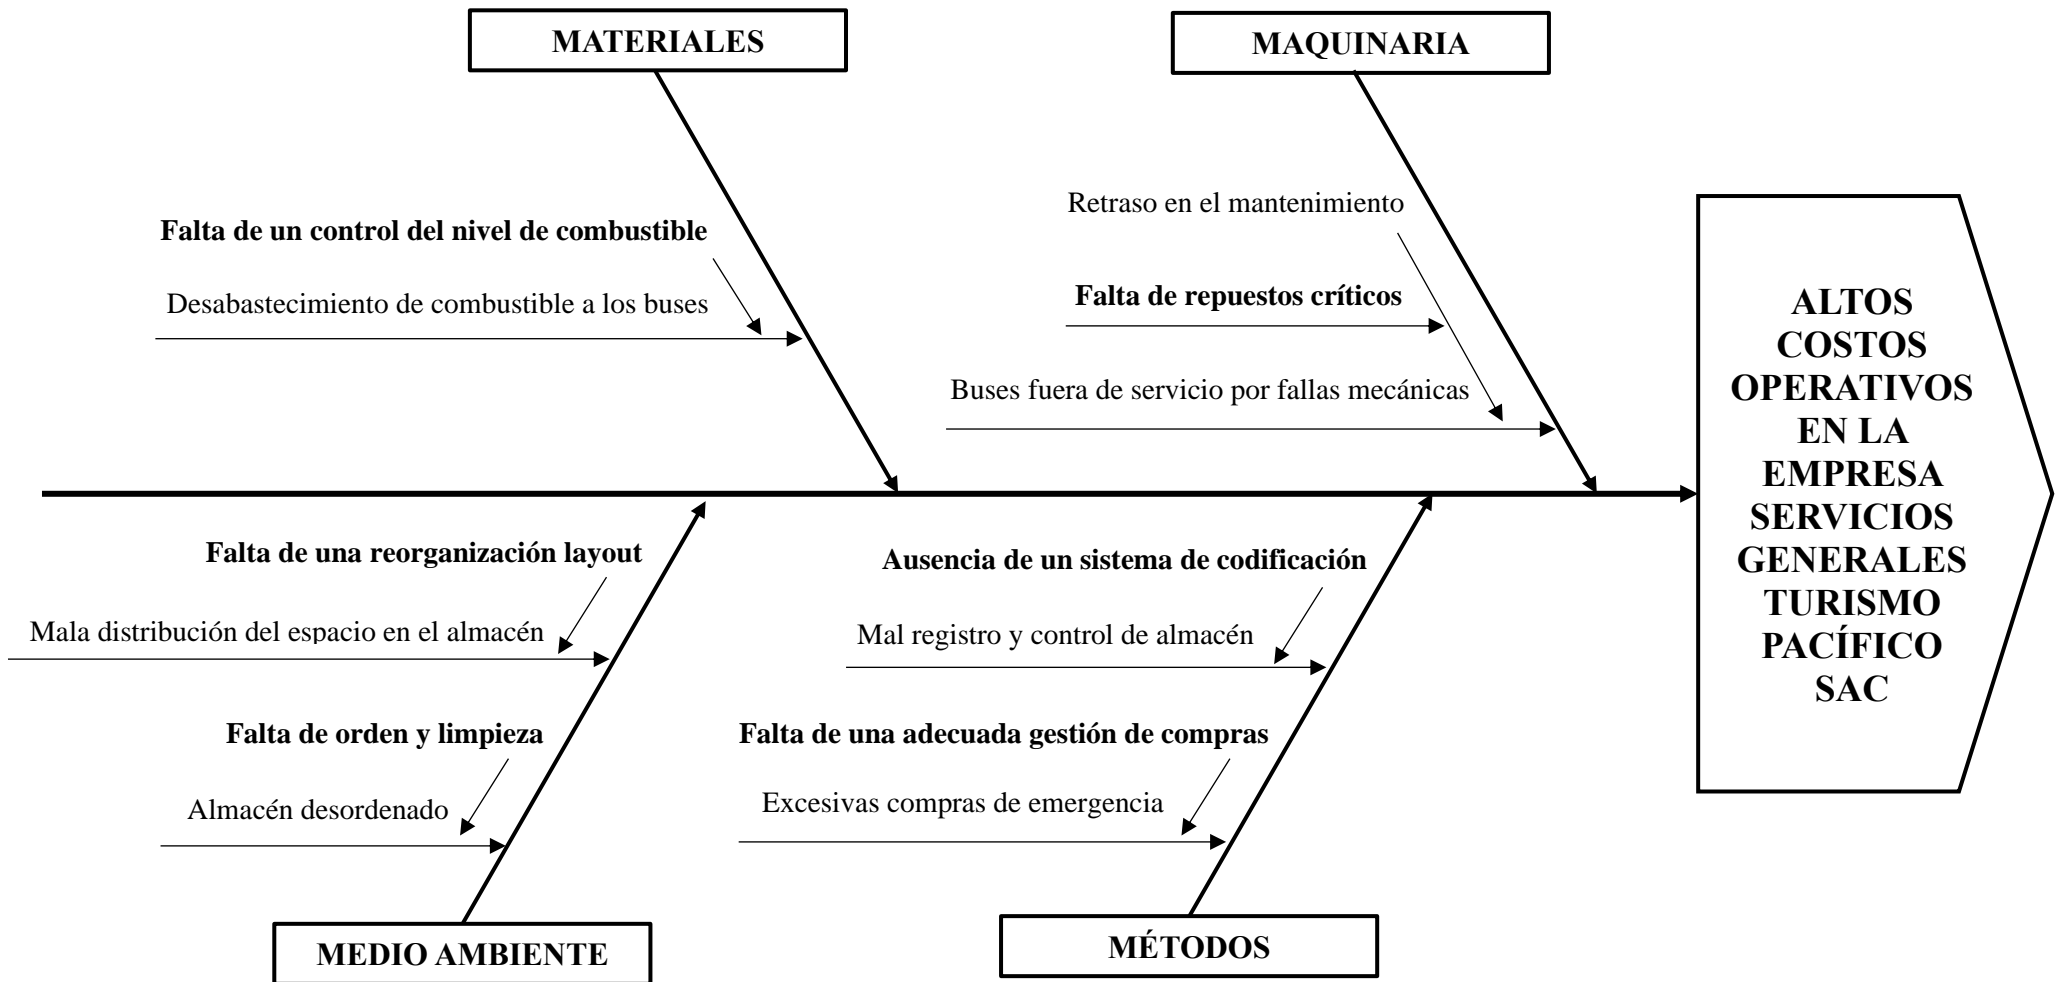 MATERIALES
MAQUINARIA
Falta de un control del nivel de combustible
Desabastecimiento de combustible a los buses
Retraso en el mantenimiento
Falta de repuestos críticos
Buses fuera de servicio por fallas mecánicas
ALTOS
COSTOS
OPERATIVOS
EN LA
EMPRESA
SERVICIOS
GENERALES
TURISMO
PACÍFICO
SAC
Falta de una reorganización layout
Mala distribución del espacio en el almacén
Falta de orden y limpieza
Almacén desordenado
Ausencia de un sistema de codificación
Mal registro y control de almacén
Falta de una adecuada gestión de compras
Excesivas compras de emergencia
MEDIO AMBIENTE
MÉTODOS